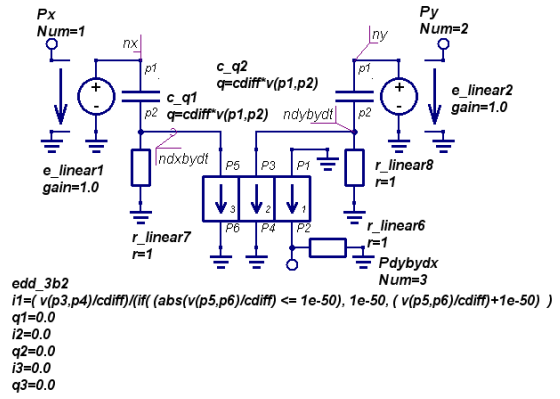 Px
Num=1
nx
ny
Py
Num=2
p1
c_q2
q=cdiff*v(p1,p2)
p1
+
-
c_q1
q=cdiff*v(p1,p2)
p2
p2
+
-
e_linear2
gain=1.0
ndybydt
ndxbydt
e_linear1
gain=1.0
P5
P3
P1
r_linear8
r=1
3
2
1
r_linear7
r=1
P6
P4
P2
r_linear6
r=1
Pdybydx
Num=3
edd_3b2
i1=( v(p3,p4)/cdiff)/(if( (abs(v(p5,p6)/cdiff) <= 1e-50), 1e-50, ( v(p5,p6)/cdiff)+1e-50) )
q1=0.0
i2=0.0
q2=0.0
i3=0.0
q3=0.0